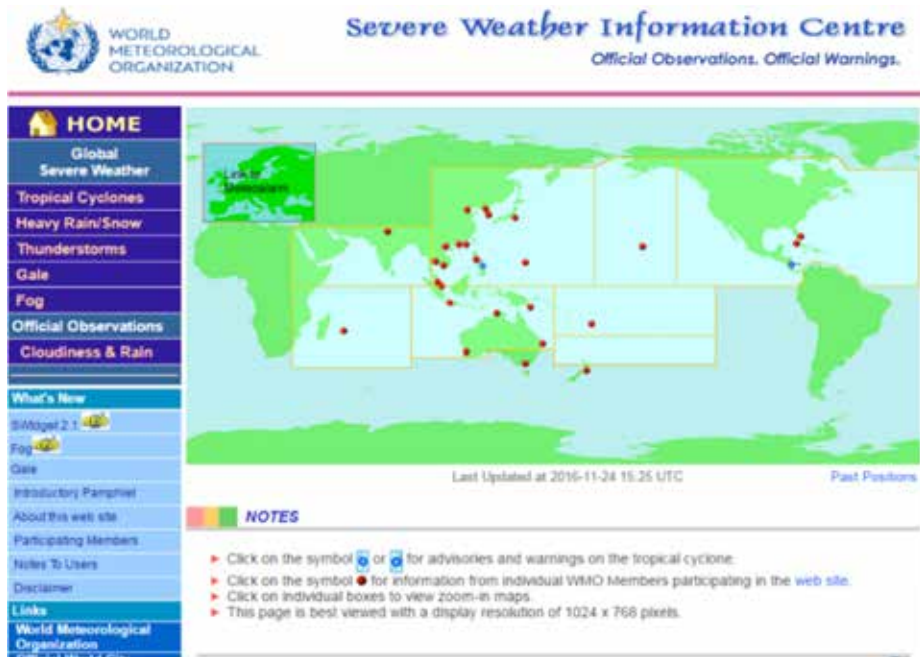 WORLD
METEOROLOGICAL
ORGANIZATION
Severe Weather Information Centre
Official Observations. Official Warnings.
HOME
Global
Severe Weather
Tropical Cyclones
Heavy Rain/Snow
Thunderstorms
Gale
Fog
Official Observations
Cloudiness & Rain
What's New
SWidget 2.1
Fog
Gale
Introductory Pamphlet
About this web site
Participating Members
Notes To Users
Disclaimer
Links
World Meteorological
Organization
Link to
Last Updated at 2016-11-24 15:25 UTC
Past Positions
NOTES
Click on the symbol or for advisories and warnings on the tropical cyclone.
Click on the symbol for information from individual WMO Members participating in the web site.
Click on individual boxes to view zoom-in maps.
This page is best viewed with a display resolution of 1024 x 768 pixels.